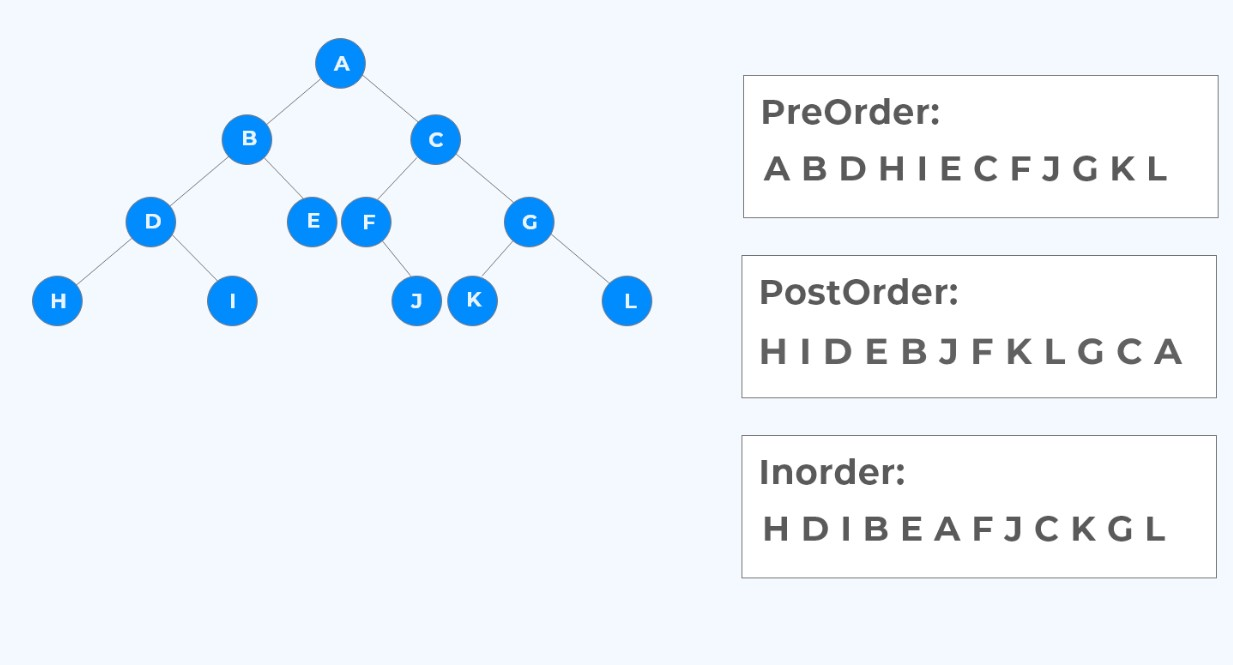 A
B C
D E F G
H I J K L
PreOrder:
A B D H I E C F J G K L
PostOrder:
H I D E B J F K L G C A
Inorder:
H D I B E A F J C K G L